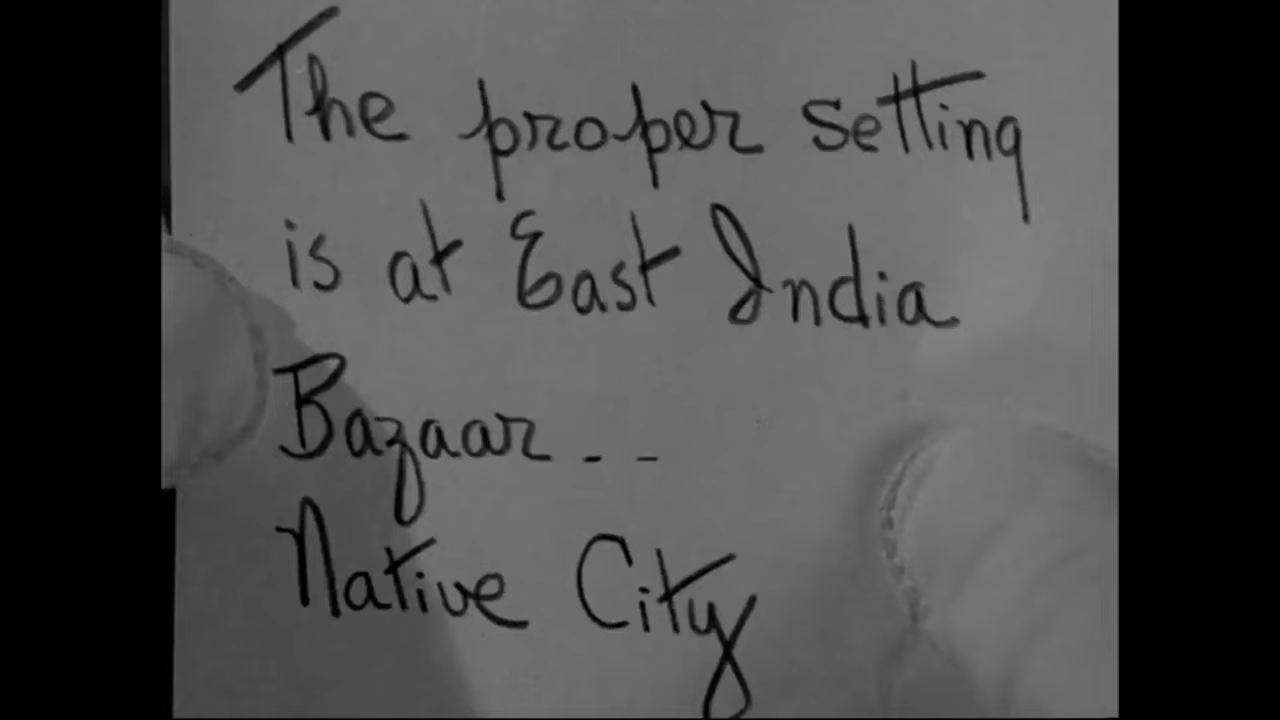 The proper setting
is at East India
Bazaar - -
Native City